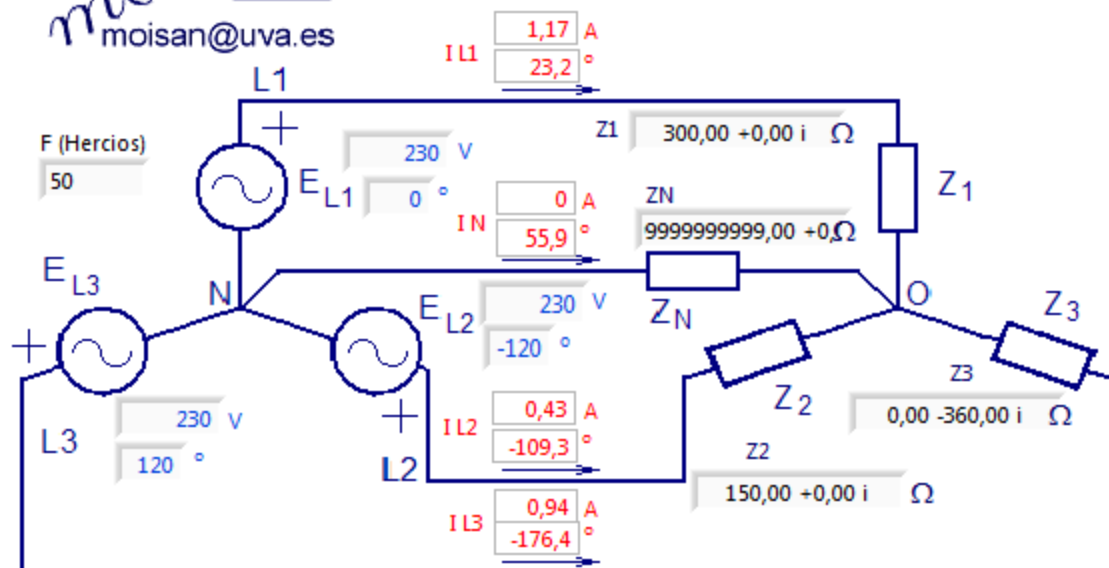 moisan@uva.es
I L1
1,17 A
23,2 °
L1
F (Hercios)
50
+
230 V
E L1
0 °
Z1
300,00 +0,00 i Ω
Z 1
I N
0 A
55,9 °
ZN
9999999999,00 +0, Ω
E L3
N
E L2
230 V
-120 °
Z N
O
Z 3
+
230 V
120 °
L3
+
L2
I L2
0,43 A
-109,3 °
Z 2
Z3
0,00 -360,00 i Ω
Z2
150,00 +0,00 i Ω
I L3
0,94 A
-176,4 °